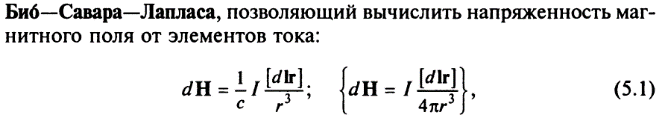 Био́—Савара—Лапласа, позволяющий вычислить напряженность маг-
нитного поля от элементов тока:
dH = 1/c I [dlr]/r³; {dH = I [dlr]/4πr³}, (5.1)